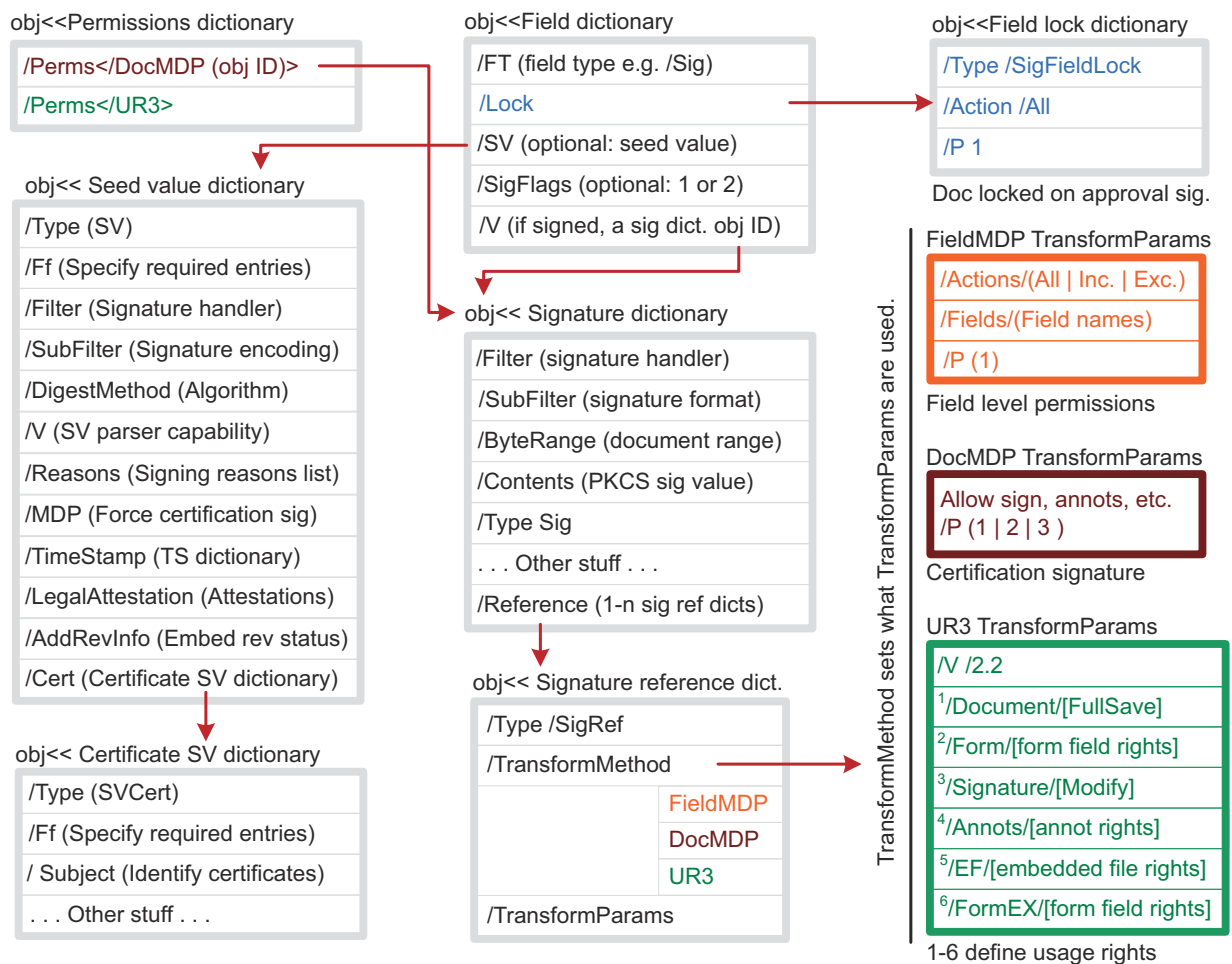 obj<<Permissions dictionary
/Perms</DocMDP (obj ID)>
/Perms</UR3>
obj<< Seed value dictionary
/Type (SV)
/Ff (Specify required entries)
/Filter (Signature handler)
/SubFilter (Signature encoding)
/DigestMethod (Algorithm)
/V (SV parser capability)
/Reasons (Signing reasons list)
/MDP (Force certification sig)
/TimeStamp (TS dictionary)
/LegalAttestation (Attestations)
/AddRevInfo (Embed rev status)
/Cert (Certificate SV dictionary)
obj<< Certificate SV dictionary
/Type (SVCert)
/Ff (Specify required entries)
/ Subject (Identify certificates)
. . . Other stuff . . .
obj<<Field dictionary
/FT (field type e.g. /Sig)
/Lock
/SV (optional: seed value)
/SigFlags (optional: 1 or 2)
/V (if signed, a sig dict. obj ID)
obj<< Signature dictionary
/Filter (signature handler)
/SubFilter (signature format)
/ByteRange (document range)
/Contents (PKCS sig value)
/Type Sig
. . . Other stuff . . .
/Reference (1-n sig ref dicts)
obj<< Signature reference dict.
/Type /SigRef
/TransformMethod
FieldMDP
DocMDP
UR3
/TransformParams
obj<<Field lock dictionary
/Type /SigFieldLock
/Action /All
/P 1
Doc locked on approval sig.
TransformMethod sets what TransformParams are used.
FieldMDP TransformParams
/Actions/(All | Inc. | Exc.)
/Fields/(Field names)
/P (1)
Field level permissions
DocMDP TransformParams
Allow sign, annots, etc.
/P (1 | 2 | 3 )
Certification signature
UR3 TransformParams
/V /2.2
1/Document/[FullSave]
2/Form/[form field rights]
3/Signature/[Modify]
4/Annots/[annot rights]
5/EF/[embedded file rights]
6/FormEX/[form field rights]
1-6 define usage rights